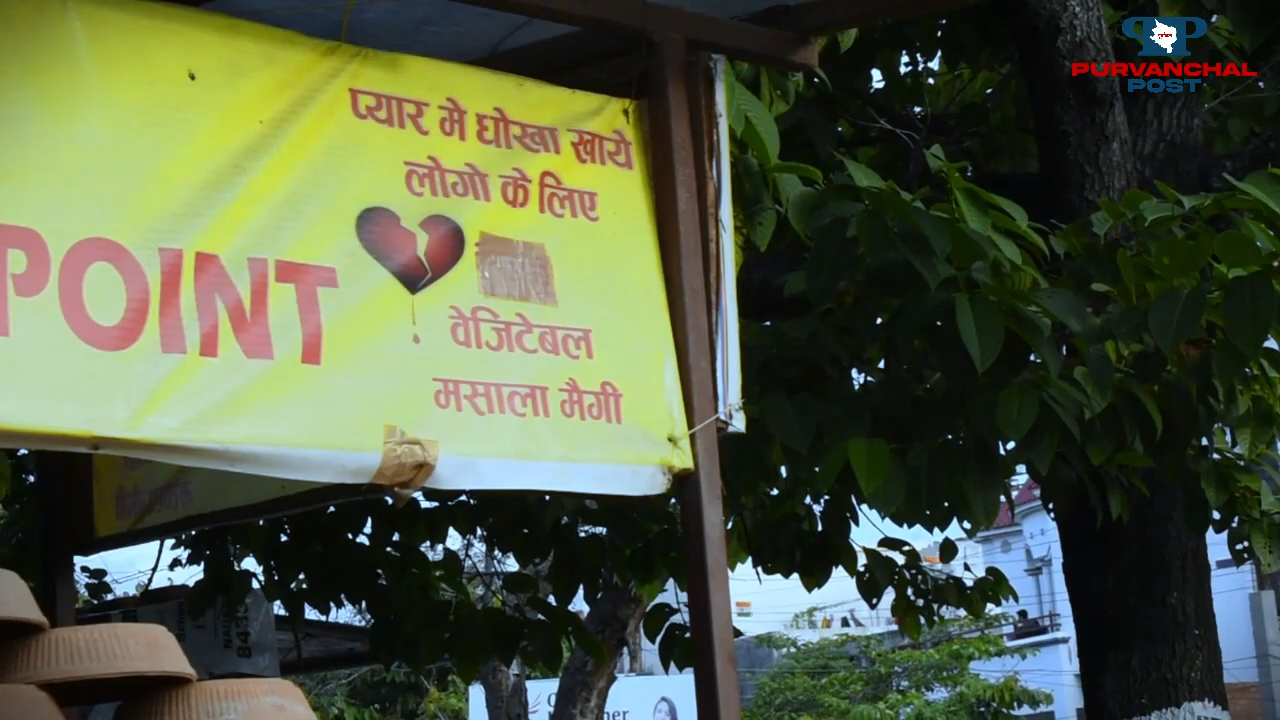 PURVANCHAL
POST
प्यार मे धोखा खाये
लोगो के लिए
POINT
वेजिटेबल
मसाला मैगी